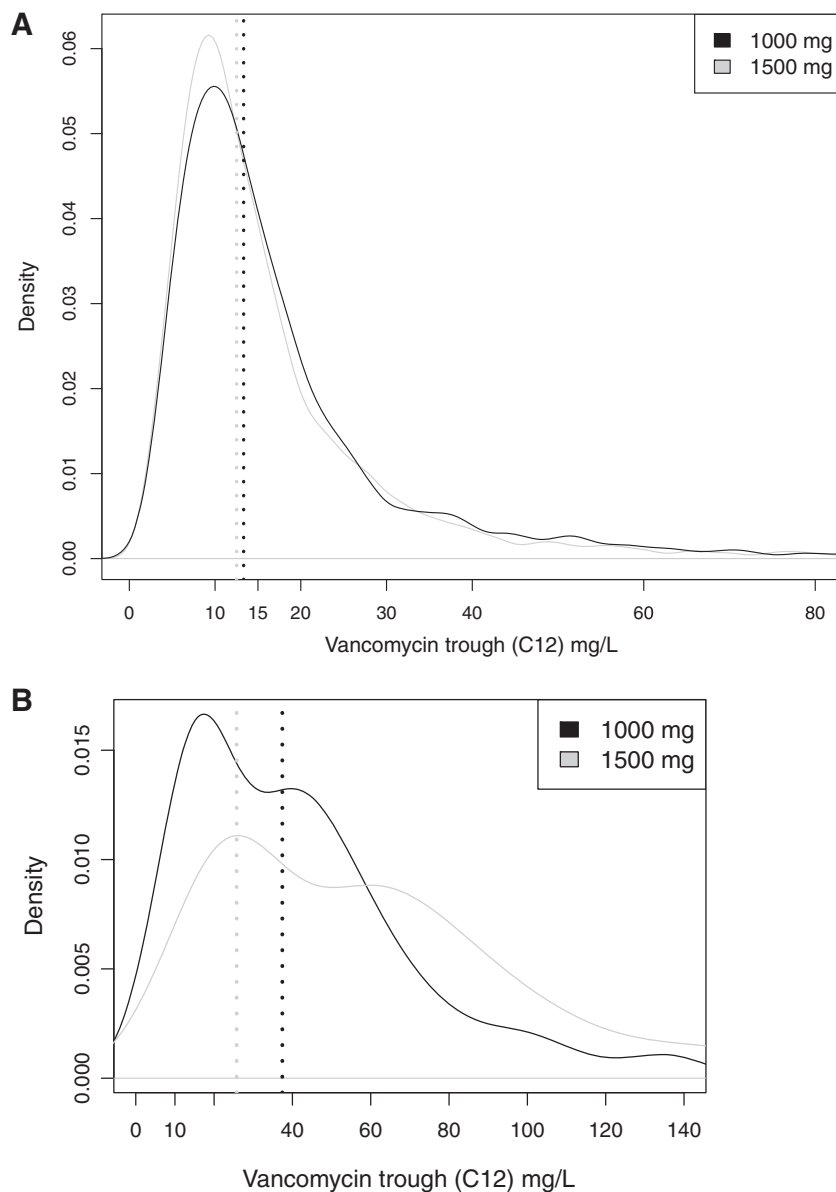 A
1000 mg
1500 mg
Density
0.00 0.01 0.02 0.03 0.04 0.05 0.06
0 10 15 20 30 40 60 80
Vancomycin trough (C12) mg/L
B
1000 mg
1500 mg
Density
0.000 0.005 0.010 0.015
0 10 40 60 80 100 120 140
Vancomycin trough (C12) mg/L